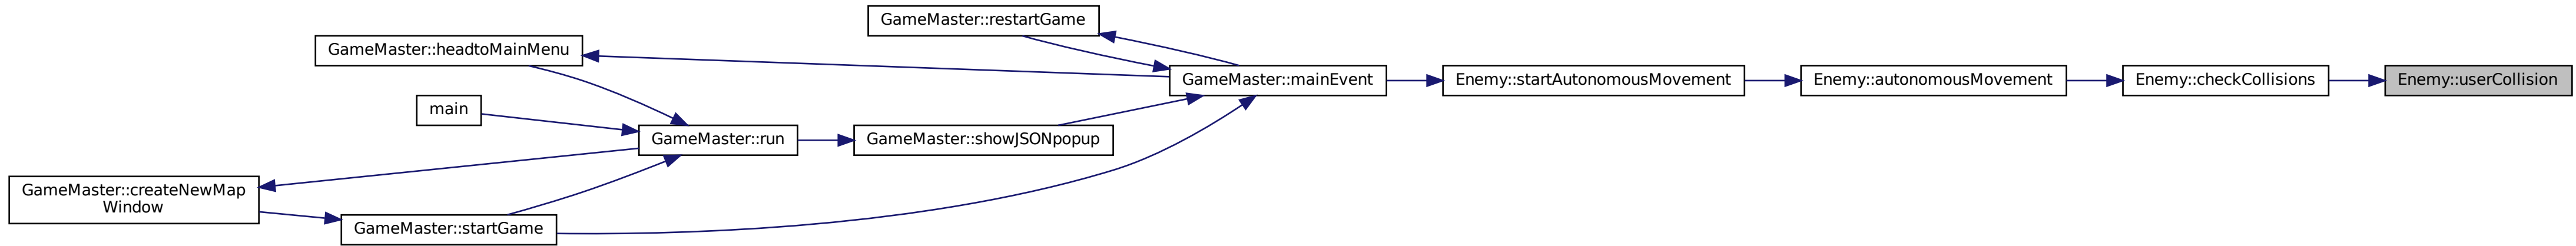 GameMaster::restartGame
GameMaster::headtoMainMenu
GameMaster::mainEvent
Enemy::startAutonomousMovement
Enemy::autonomousMovement
Enemy::checkCollisions
Enemy::userCollision
main
GameMaster::run
GameMaster::showJSONpopup
GameMaster::createNewMap
Window
GameMaster::startGame